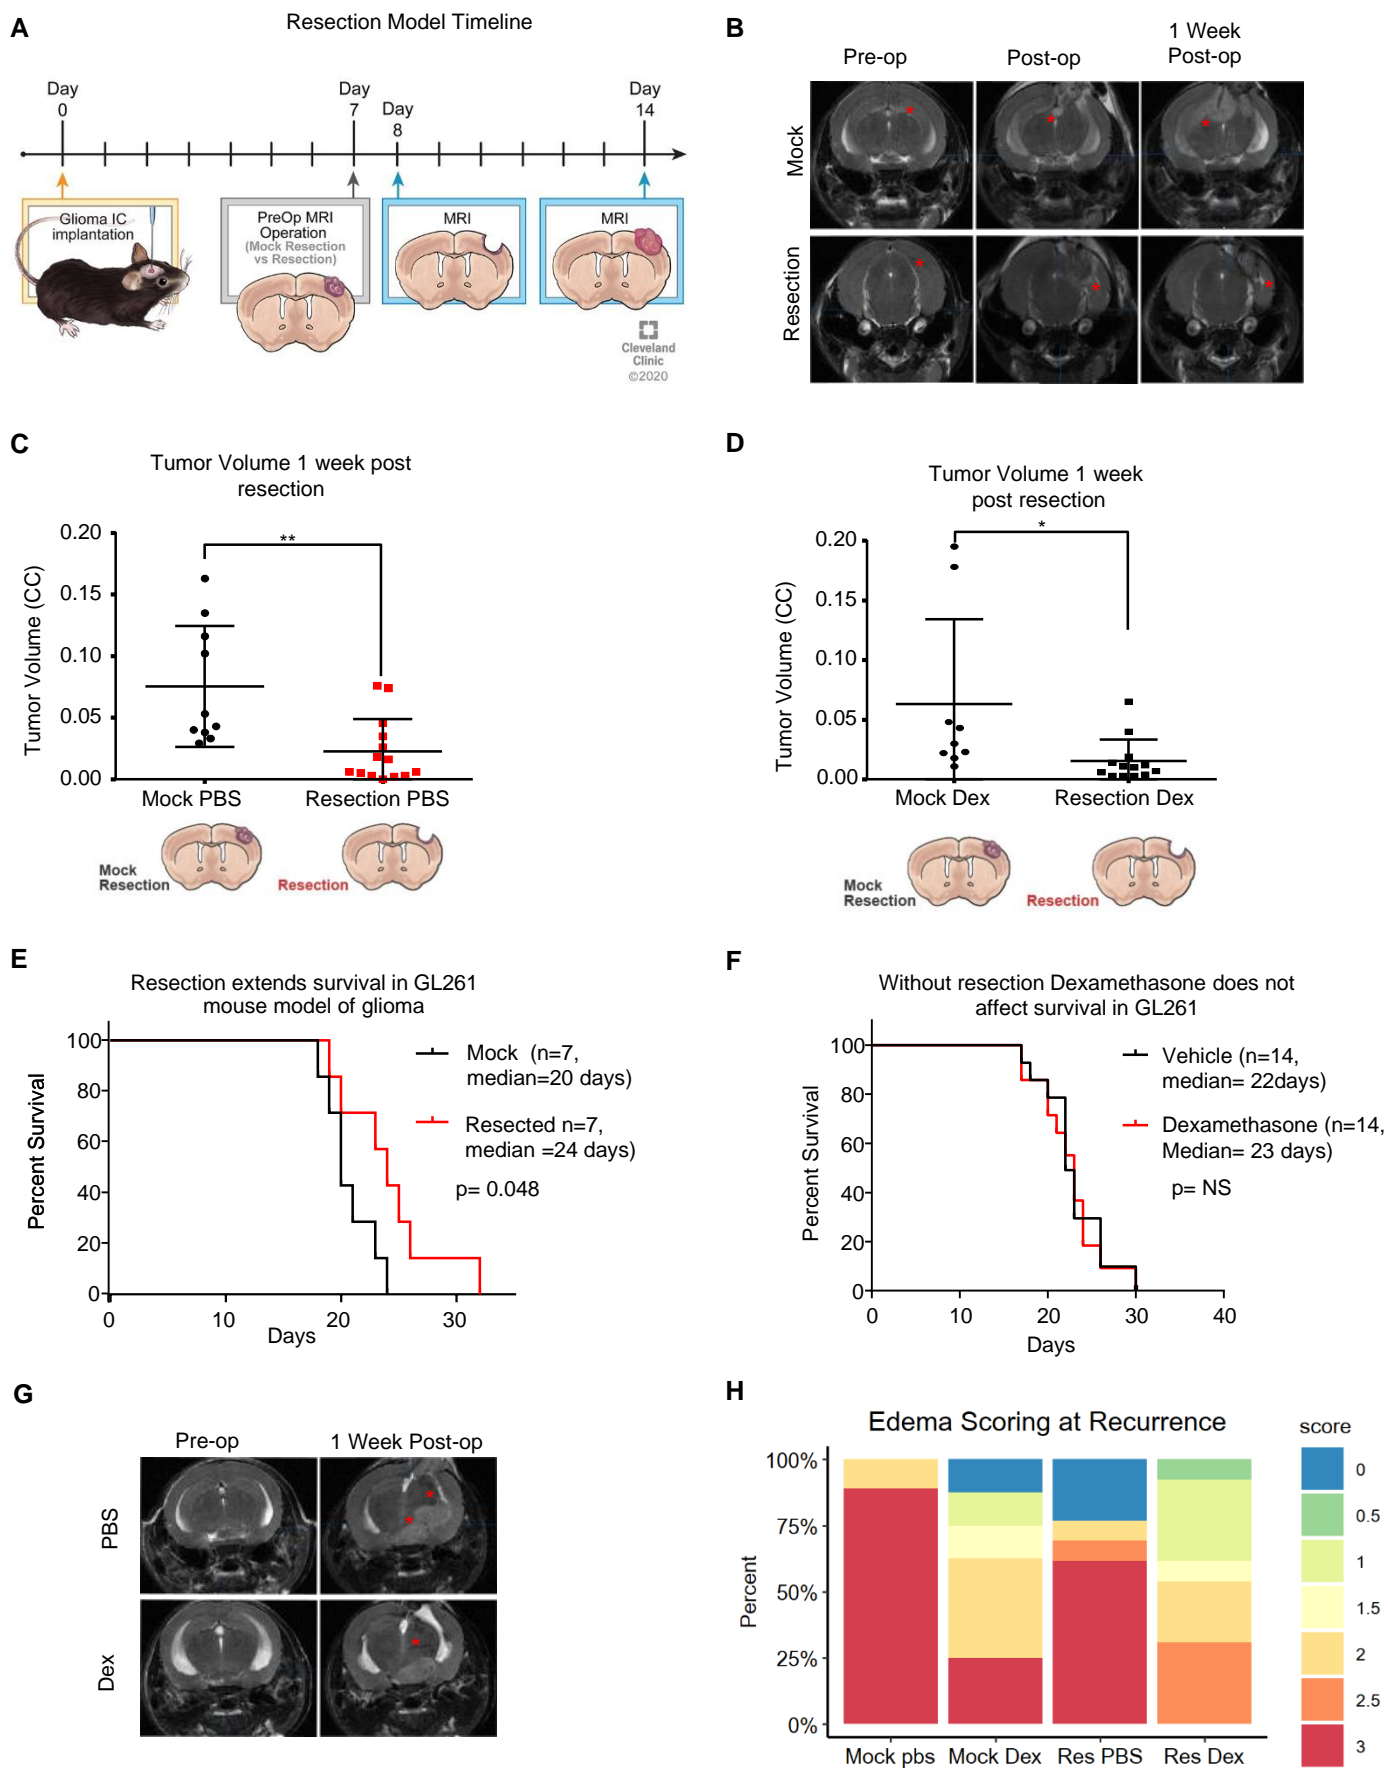 A
Resection Model Timeline
Day
0
Day
7
Day
8
Day
14
Glioma IC
implantation
PreOp MRI
Operation
(Mock Resection
vs Resection)
MRI
MRI
Cleveland
Clinic
©2020
B
Pre-op
Post-op
1 Week
Post-op
Mock
Resection
*
*
*
*
*
*
C
Tumor Volume 1 week post
resection
Tumor Volume (CC)
0.20
0.15
0.10
0.05
0.00
**
Mock PBS
Resection PBS
Mock
Resection
Resection
D
Tumor Volume 1 week
post resection
Tumor Volume (CC)
0.20
0.15
0.10
0.05
0.00
*
Mock Dex
Resection Dex
Mock
Resection
Resection
E
Resection extends survival in GL261
mouse model of glioma
Percent Survival
100
80
60
40
20
0
0
10
20
30
Days
Mock (n=7,
median=20 days)
Resected n=7,
median =24 days)
p= 0.048
F
Without resection Dexamethasone does not
affect survival in GL261
Percent Survival
100
80
60
40
20
0
0
10
20
30
40
Days
Vehicle (n=14,
median= 22days)
Dexamethasone (n=14,
Median= 23 days)
p= NS
G
Pre-op
1 Week Post-op
PBS
Dex
*
*
*
H
Edema Scoring at Recurrence
Percent
100%
75%
50%
25%
0%
Mock pbs
Mock Dex
Res PBS
Res Dex
score
0
0.5
1
1.5
2
2.5
3